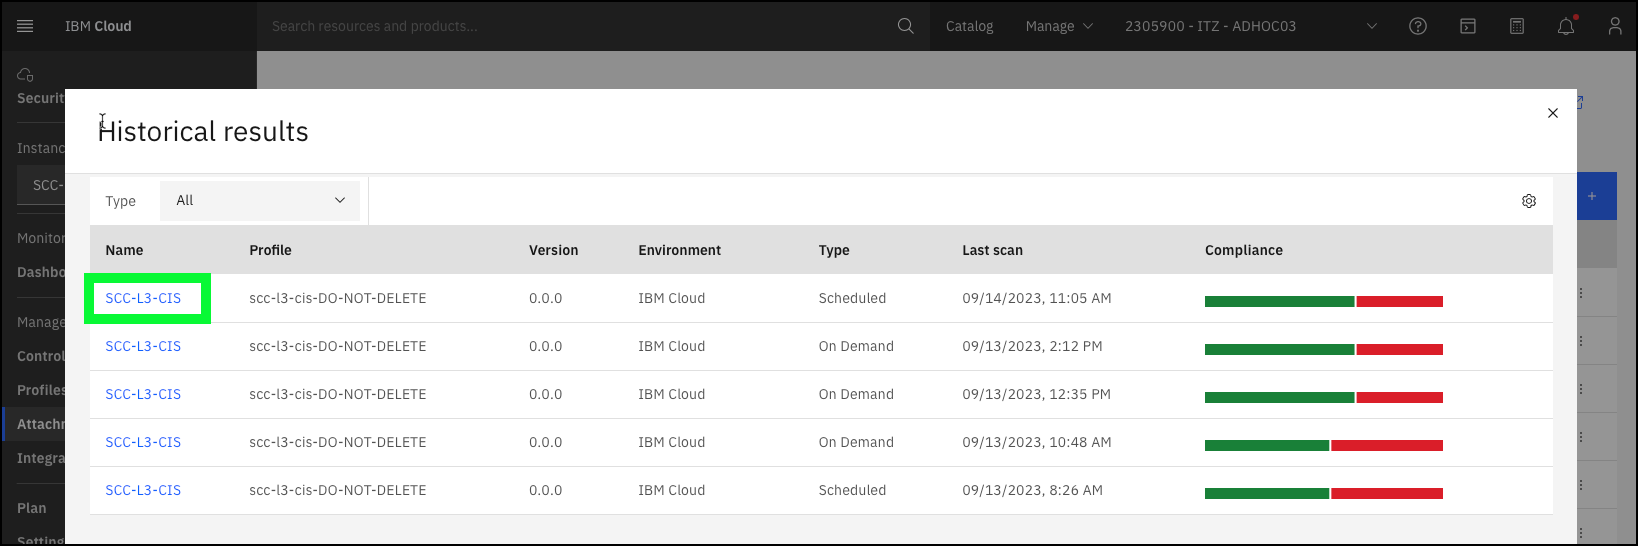 IBM Cloud
Search resources and products...
Catalog
Manage
2305900 - ITZ - ADHOC03
Securit
Historical results
Instanc
SCC-
Type
All
Monitor
Dashbo
Manage
Control
Profiles
Attachr
Integra
Plan
Setting
Name Profile Version Environment Type Last scan Compliance
SCC-L3-CIS scc-l3-cis-DO-NOT-DELETE 0.0.0 IBM Cloud Scheduled 09/14/2023, 11:05 AM
SCC-L3-CIS scc-l3-cis-DO-NOT-DELETE 0.0.0 IBM Cloud On Demand 09/13/2023, 2:12 PM
SCC-L3-CIS scc-l3-cis-DO-NOT-DELETE 0.0.0 IBM Cloud On Demand 09/13/2023, 12:35 PM
SCC-L3-CIS scc-l3-cis-DO-NOT-DELETE 0.0.0 IBM Cloud On Demand 09/13/2023, 10:48 AM
SCC-L3-CIS scc-l3-cis-DO-NOT-DELETE 0.0.0 IBM Cloud Scheduled 09/13/2023, 8:26 AM